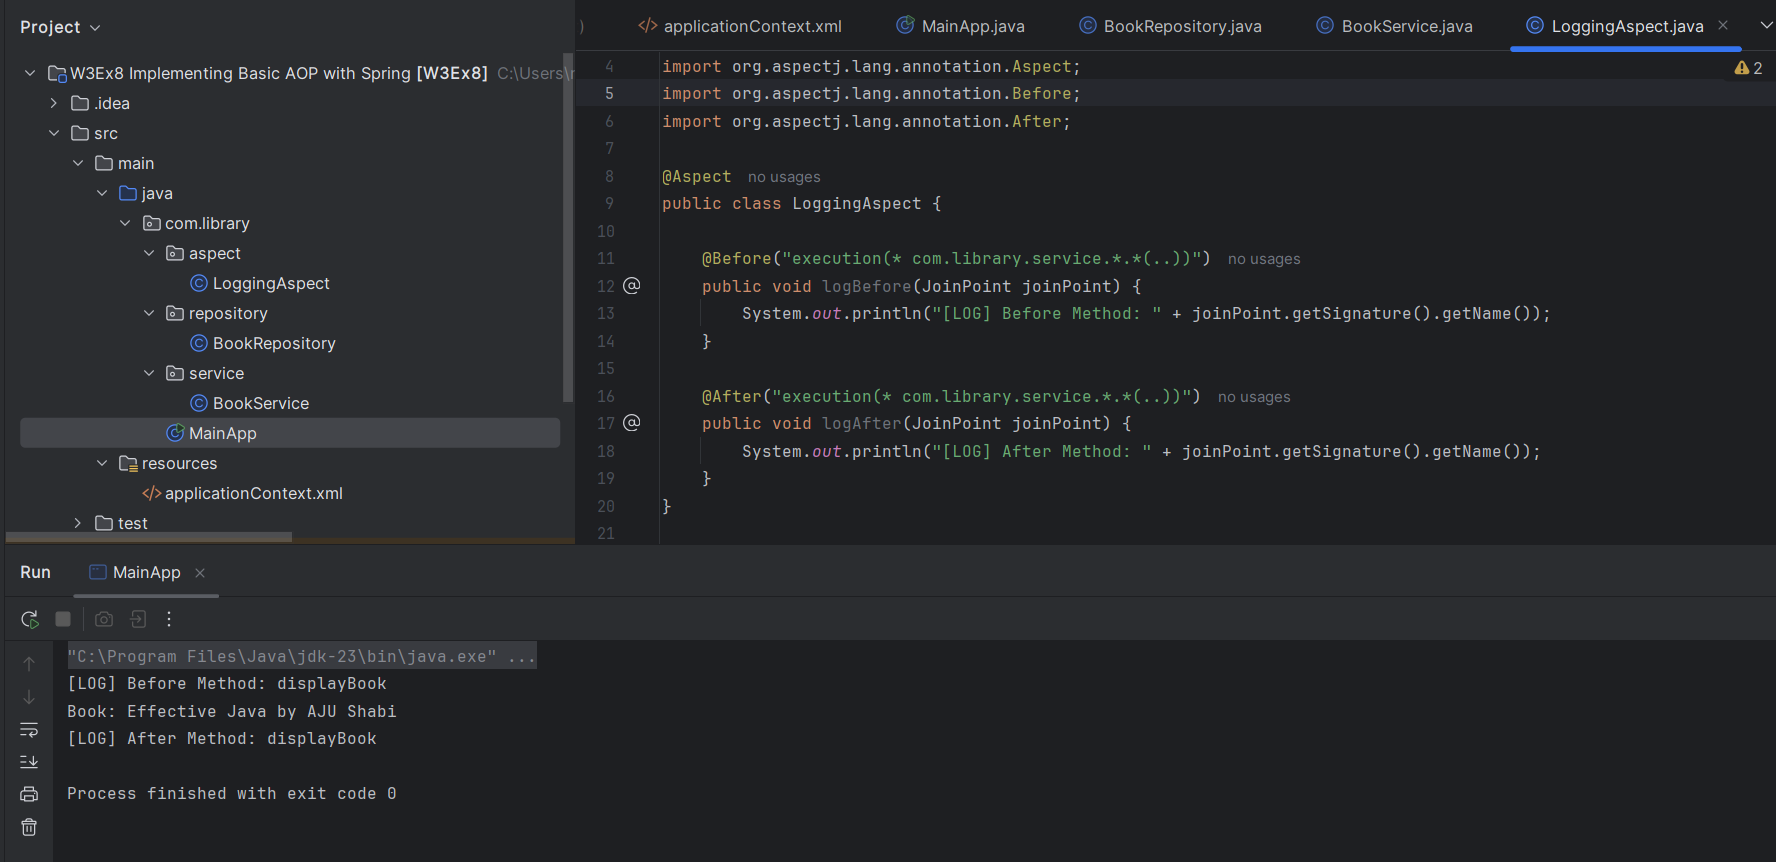 Project
W3Ex8 Implementing Basic AOP with Spring [W3Ex8] C:\Users\
.idea
src
main
java
com.library
aspect
LoggingAspect
repository
BookRepository
service
BookService
MainApp
resources
applicationContext.xml
test
applicationContext.xml MainApp.java BookRepository.java BookService.java LoggingAspect.java
2
4 import org.aspectj.lang.annotation.Aspect;
5 import org.aspectj.lang.annotation.Before;
6 import org.aspectj.lang.annotation.After;
7
8 @Aspect no usages
9 public class LoggingAspect {
10
11 @Before("execution(* com.library.service.*.*(..))") no usages
12 public void logBefore(JoinPoint joinPoint) {
13 System.out.println("[LOG] Before Method: " + joinPoint.getSignature().getName());
14 }
15
16 @After("execution(* com.library.service.*.*(..))") no usages
17 public void logAfter(JoinPoint joinPoint) {
18 System.out.println("[LOG] After Method: " + joinPoint.getSignature().getName());
19 }
20 }
21
Run MainApp
"C:\Program Files\Java\jdk-23\bin\java.exe" ...
[LOG] Before Method: displayBook
Book: Effective Java by AJU Shabi
[LOG] After Method: displayBook
Process finished with exit code 0